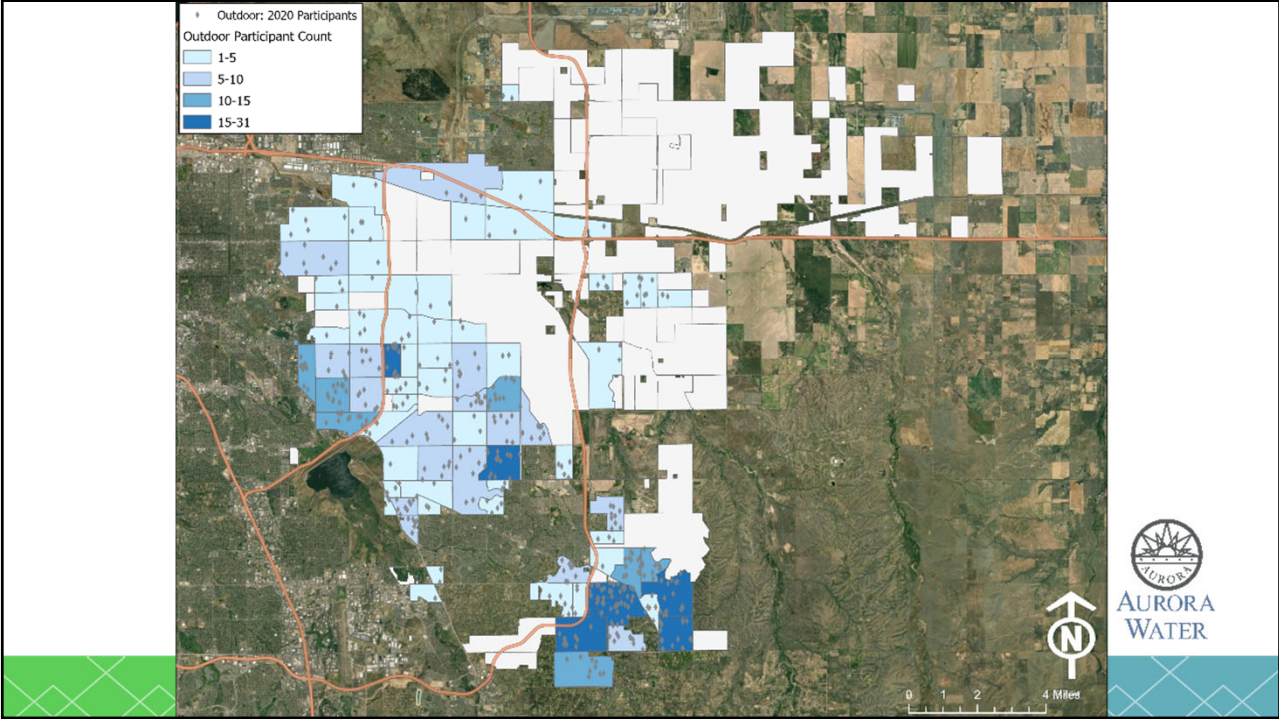 Outdoor: 2020 Participants
Outdoor Participant Count
1-5
5-10
10-15
15-31
AURORA
AURORA
WATER
N
0 1 2 4 Miles